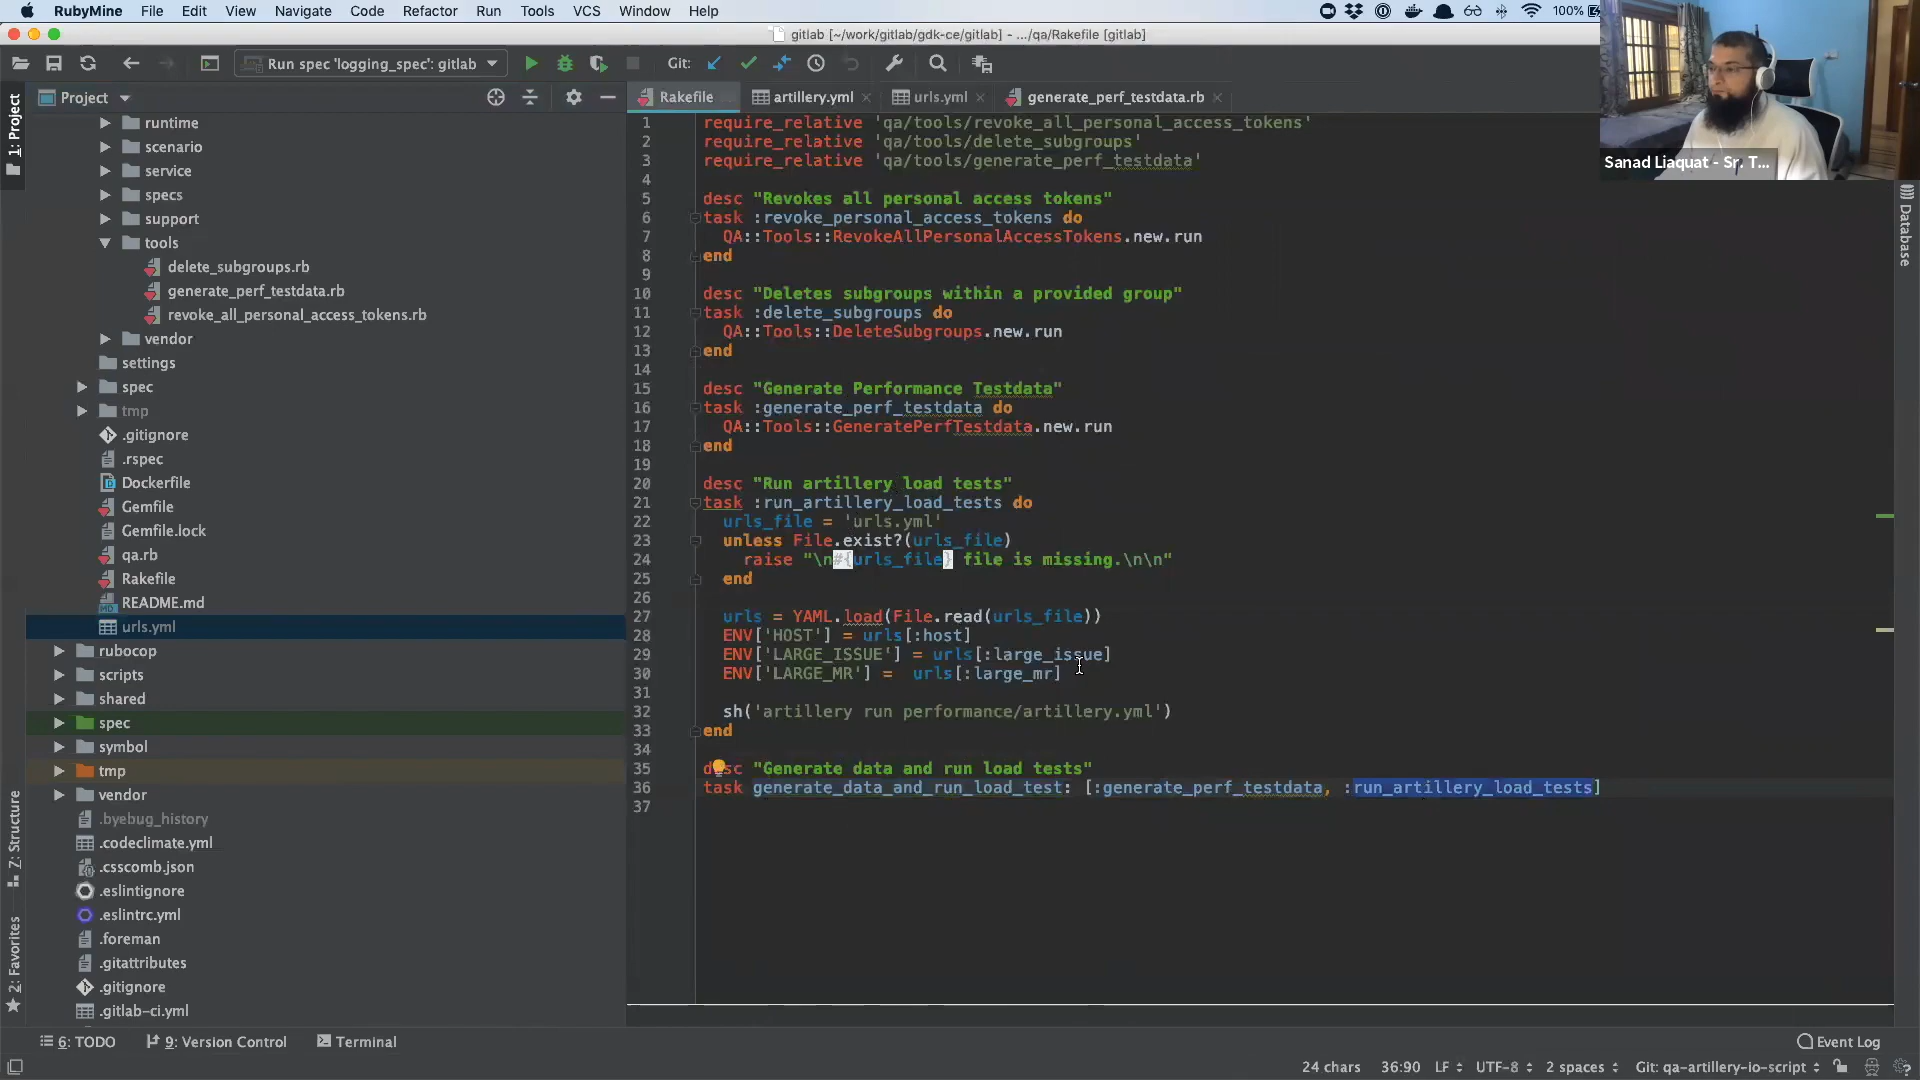 RubyMine File Edit View Navigate Code Refactor Run Tools VCS Window Help 100%
gitlab [~/work/gitlab/gdk-ce/gitlab] - .../qa/Rakefile [gitlab]
Run spec 'logging_spec': gitlab Git:
1: Project
Project
Rakefile artillery.yml urls.yml generate_perf_testdata.rb
runtime
scenario
service
specs
support
tools
delete_subgroups.rb
generate_perf_testdata.rb
revoke_all_personal_access_tokens.rb
vendor
settings
spec
tmp
.gitignore
.rspec
Dockerfile
Gemfile
Gemfile.lock
qa.rb
Rakefile
README.md
urls.yml
rubocop
scripts
shared
spec
symbol
tmp
vendor
.byebug_history
.codeclimate.yml
.csscomb.json
.eslintignore
.eslintrc.yml
.foreman
.gitattributes
.gitignore
.gitlab-ci.yml
Z: Structure
2: Favorites
1 require_relative 'qa/tools/revoke_all_personal_access_tokens'
2 require_relative 'qa/tools/delete_subgroups'
3 require_relative 'qa/tools/generate_perf_testdata'
4
5 desc "Revokes all personal access tokens"
6 task :revoke_personal_access_tokens do
7 QA::Tools::RevokeAllPersonalAccessTokens.new.run
8 end
9
10 desc "Deletes subgroups within a provided group"
11 task :delete_subgroups do
12 QA::Tools::DeleteSubgroups.new.run
13 end
14
15 desc "Generate Performance Testdata"
16 task :generate_perf_testdata do
17 QA::Tools::GeneratePerfTestdata.new.run
18 end
19
20 desc "Run artillery load tests"
21 task :run_artillery_load_tests do
22 urls_file = 'urls.yml'
23 unless File.exist?(urls_file)
24 raise "\n#{urls_file} file is missing.\n\n"
25 end
26
27 urls = YAML.load(File.read(urls_file))
28 ENV['HOST'] = urls[:host]
29 ENV['LARGE_ISSUE'] = urls[:large_issue]
30 ENV['LARGE_MR'] = urls[:large_mr]
31
32 sh('artillery run performance/artillery.yml')
33 end
34
35 desc "Generate data and run load tests"
36 task generate_data_and_run_load_test: [:generate_perf_testdata, :run_artillery_load_tests]
37
Sanad Liaquat - Sr. T...
Database
6: TODO 9: Version Control Terminal Event Log
24 chars 36:90 LF UTF-8 2 spaces Git: qa-artillery-io-script